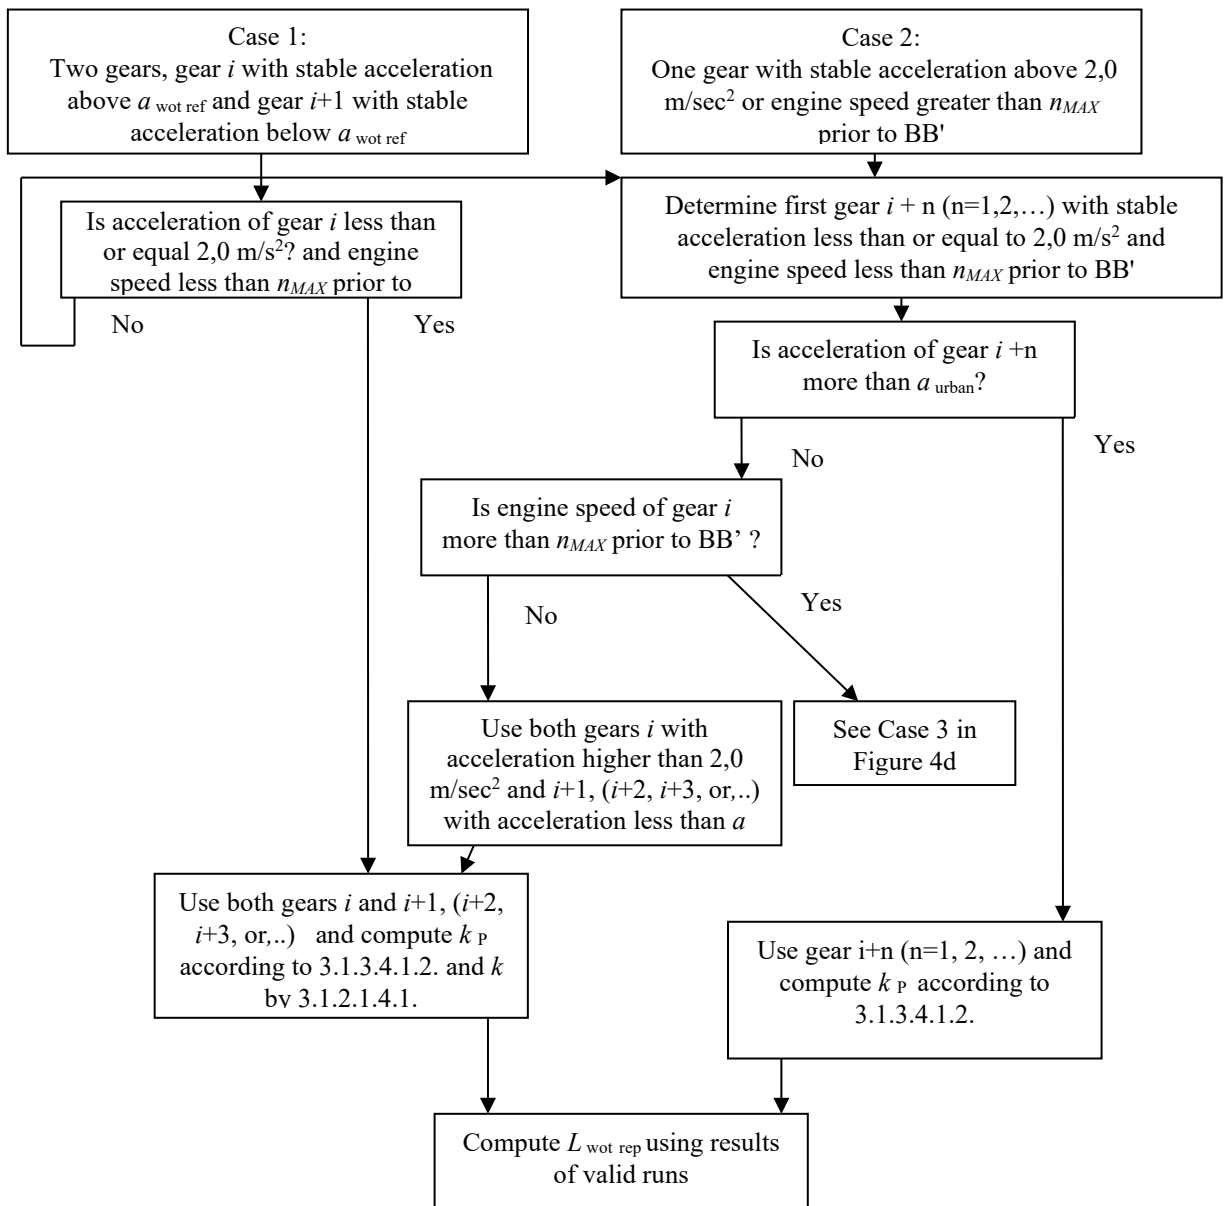 Case 1:
Two gears, gear i with stable acceleration
above a wot ref and gear i+1 with stable
acceleration below a wot ref
Case 2:
One gear with stable acceleration above 2,0
m/sec² or engine speed greater than nMAX
prior to BB'
Is acceleration of gear i less than
or equal 2,0 m/s²? and engine
speed less than nMAX prior to
No
Yes
Determine first gear i + n (n=1,2,…) with stable
acceleration less than or equal to 2,0 m/s² and
engine speed less than nMAX prior to BB'
Is acceleration of gear i +n
more than a urban?
No
Yes
Is engine speed of gear i
more than nMAX prior to BB’ ?
No
Yes
Use both gears i with
acceleration higher than 2,0
m/sec² and i+1, (i+2, i+3, or,..)
with acceleration less than a
See Case 3 in
Figure 4d
Use both gears i and i+1, (i+2,
i+3, or,..) and compute k P
according to 3.1.3.4.1.2. and k
by 3.1.2.1.4.1.
Use gear i+n (n=1, 2, …) and
compute k P according to
3.1.3.4.1.2.
Compute L wot rep using results
of valid runs